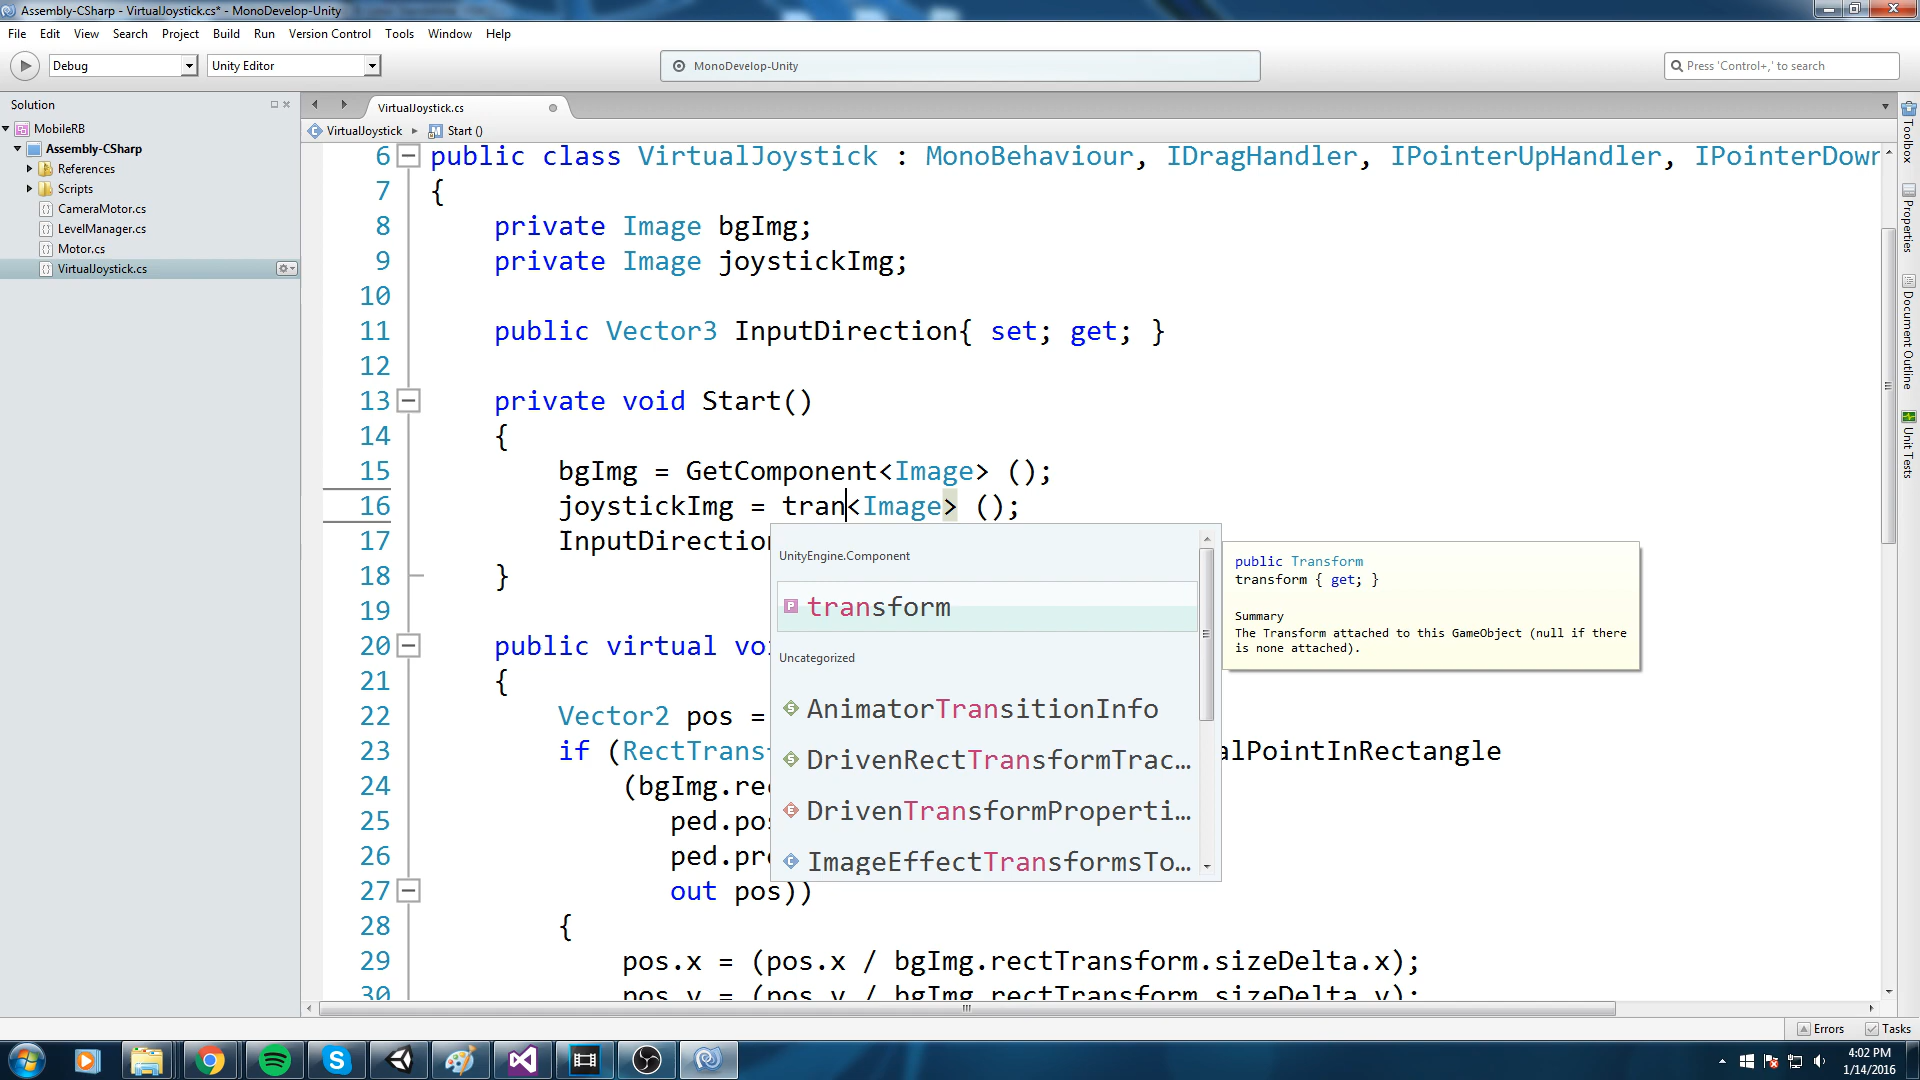 Assembly-CSharp - VirtualJoystick.cs* - MonoDevelop-Unity
File Edit View Search Project Build Run Version Control Tools Window Help
Debug Unity Editor MonoDevelop-Unity Press 'Control+,' to search
Solution
MobileRB
Assembly-CSharp
References
Scripts
CameraMotor.cs
LevelManager.cs
Motor.cs
VirtualJoystick.cs
VirtualJoystick.cs
VirtualJoystick Start ()
6 public class VirtualJoystick : MonoBehaviour, IDragHandler, IPointerUpHandler, IPointerDown
7 {
8 private Image bgImg;
9 private Image joystickImg;
10
11 public Vector3 InputDirection{ set; get; }
12
13 private void Start()
14 {
15 bgImg = GetComponent<Image> ();
16 joystickImg = tran<Image> ();
17 InputDirection
18 }
19
20 public virtual voi
21 {
22 Vector2 pos =
23 if (RectTrans alPointInRectangle
24 (bgImg.rec
25 ped.pos
26 ped.pre
27 out pos))
28 {
29 pos.x = (pos.x / bgImg.rectTransform.sizeDelta.x);
30 pos.y = (pos.y / bgImg.rectTransform.sizeDelta.y);
UnityEngine.Component
transform
Uncategorized
AnimatorTransitionInfo
DrivenRectTransformTrac...
DrivenTransformProperti...
ImageEffectTransformsTo...
public Transform
transform { get; }
Summary
The Transform attached to this GameObject (null if there
is none attached).
Toolbox
Properties
Document Outline
Unit Tests
Errors Tasks
4:02 PM
1/14/2016